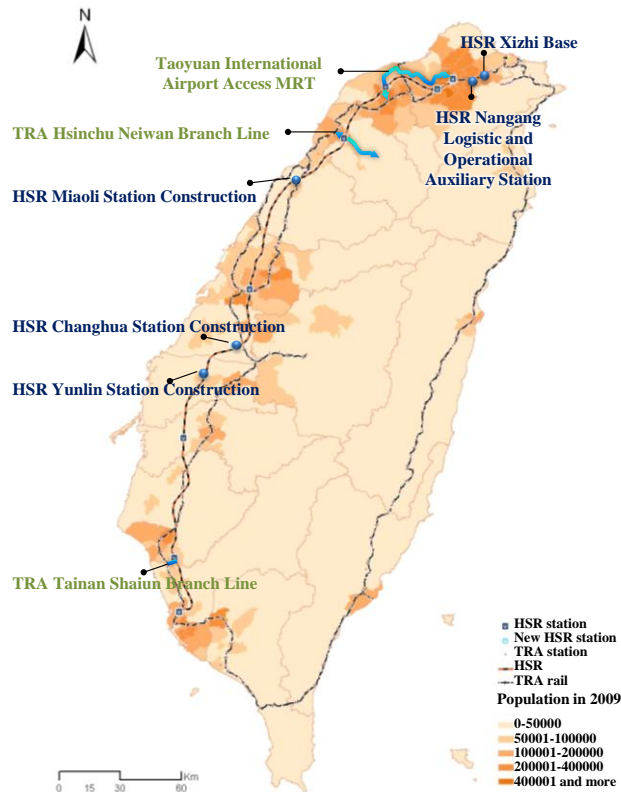 N
HSR Xizhi Base
Taoyuan International
Airport Access MRT
HSR Nangang
Logistic and
Operational
Auxiliary Station
TRA Hsinchu Neiwan Branch Line
HSR Miaoli Station Construction
HSR Changhua Station Construction
HSR Yunlin Station Construction
TRA Tainan Shaiun Branch Line
HSR station
New HSR station
TRA station
HSR
TRA rail
Population in 2009
0-50000
50001-100000
100001-200000
200001-400000
400001 and more
Km
0 15 30 60